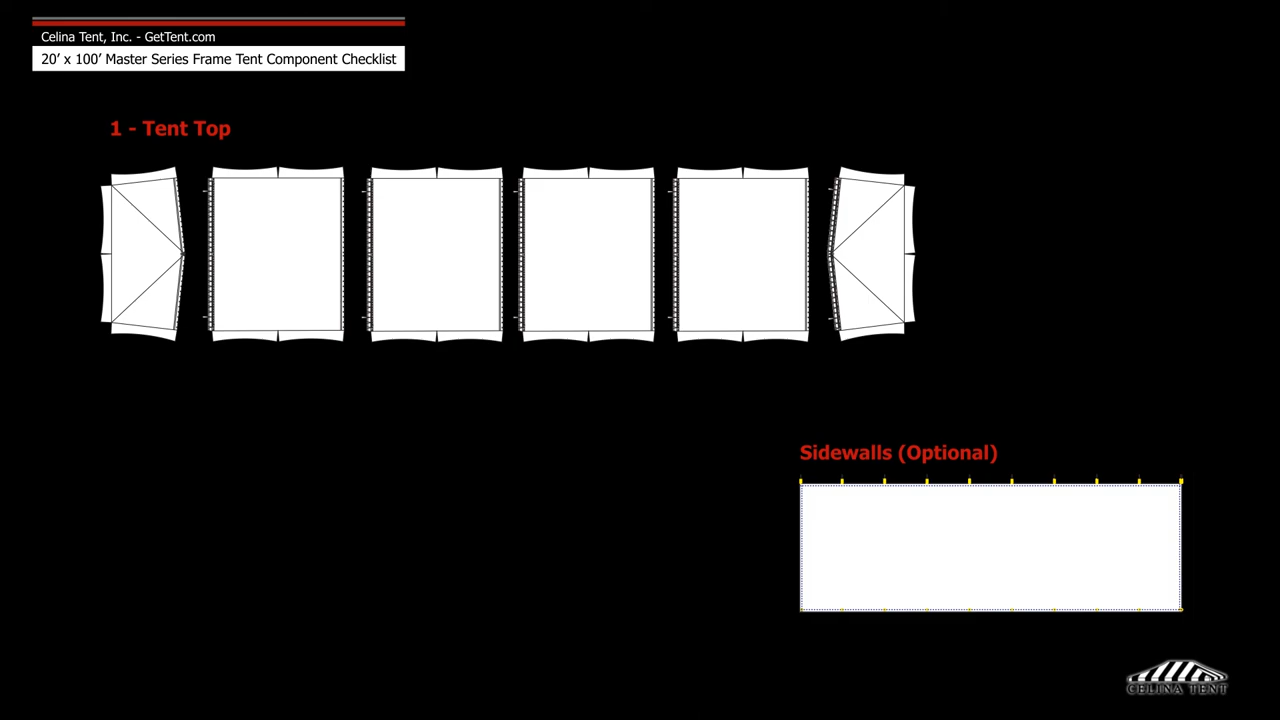 Celina Tent, Inc. - GetTent.com
20’ x 100’ Master Series Frame Tent Component Checklist
1 - Tent Top
Sidewalls (Optional)
CELINA TENT